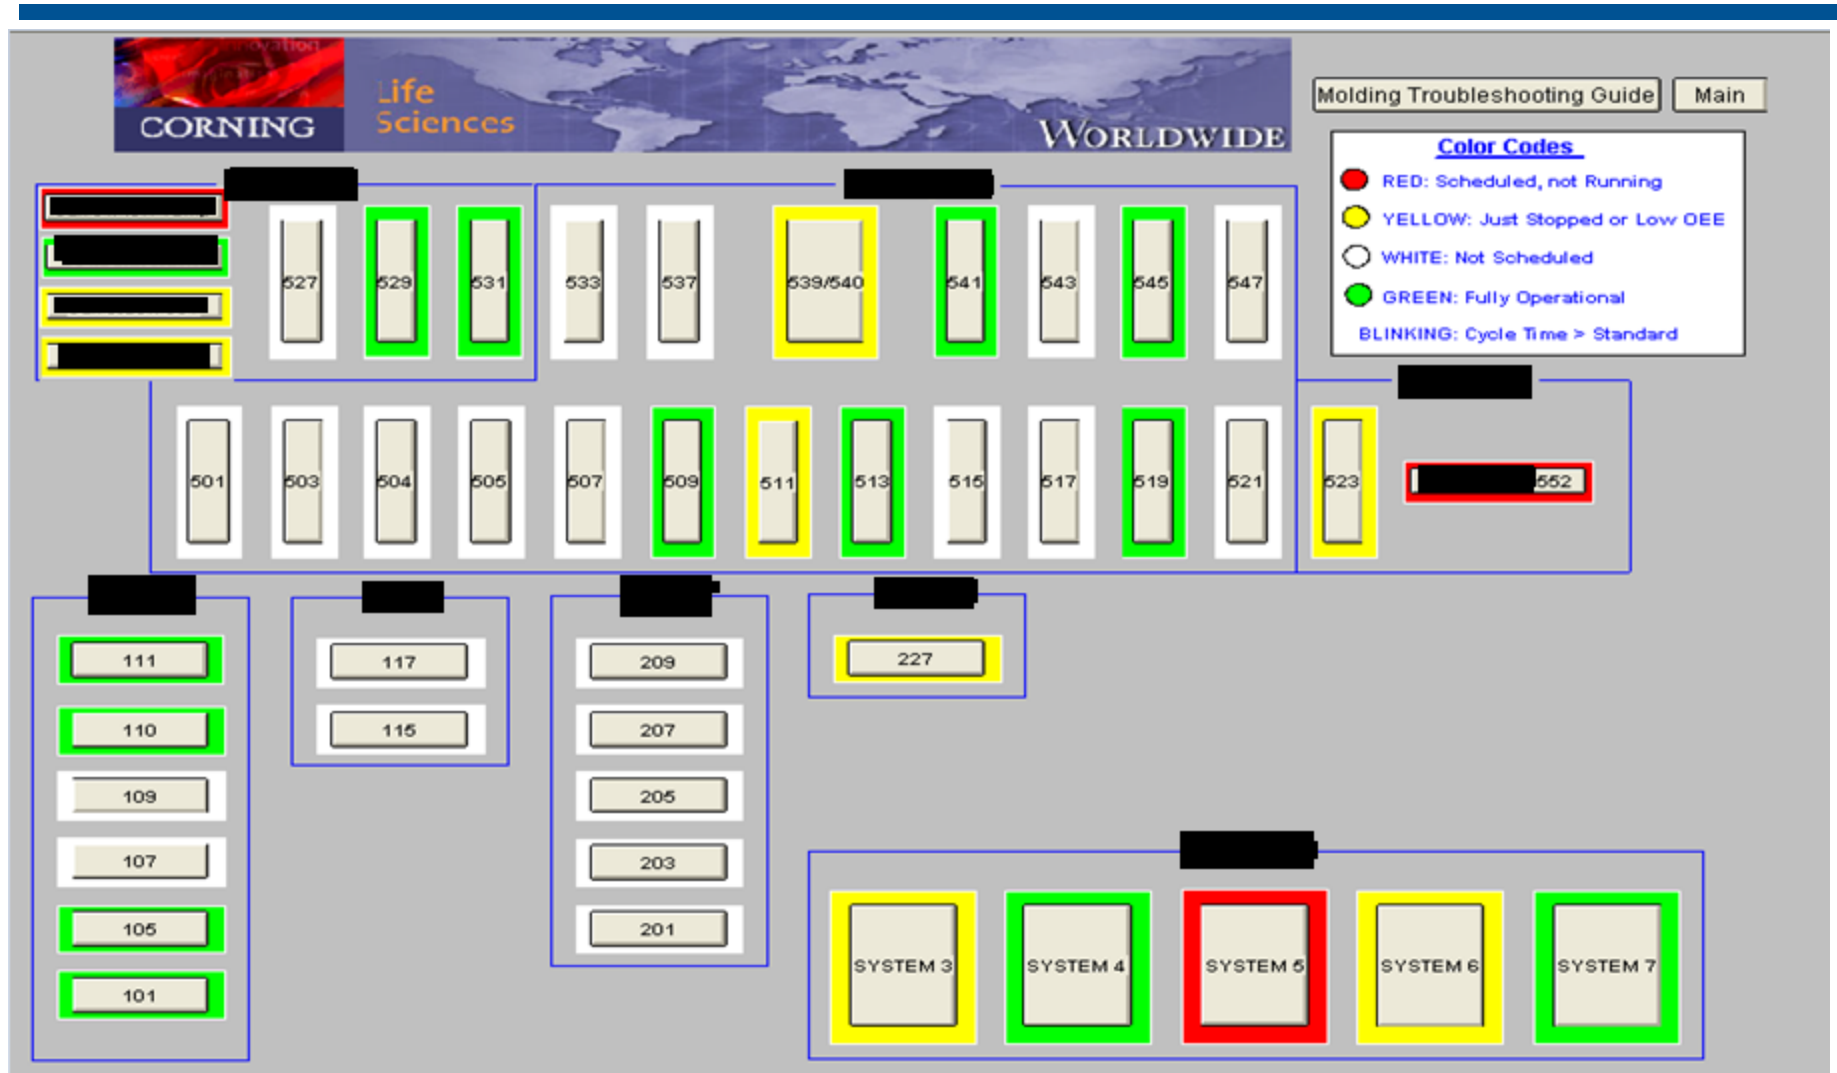 CORNING
Life
Sciences
WORLDWIDE
Molding Troubleshooting Guide
Main
Color Codes
RED: Scheduled, not Running
YELLOW: Just Stopped or Low OEE
WHITE: Not Scheduled
GREEN: Fully Operational
BLINKING: Cycle Time > Standard
527 529 531 533 537 539/540 541 543 545 547
501 503 504 505 507 509 511 513 515 517 519 521 523 552
111
110
109
107
105
101
117
115
209
207
205
203
201
227
SYSTEM 3 SYSTEM 4 SYSTEM 5 SYSTEM 6 SYSTEM 7